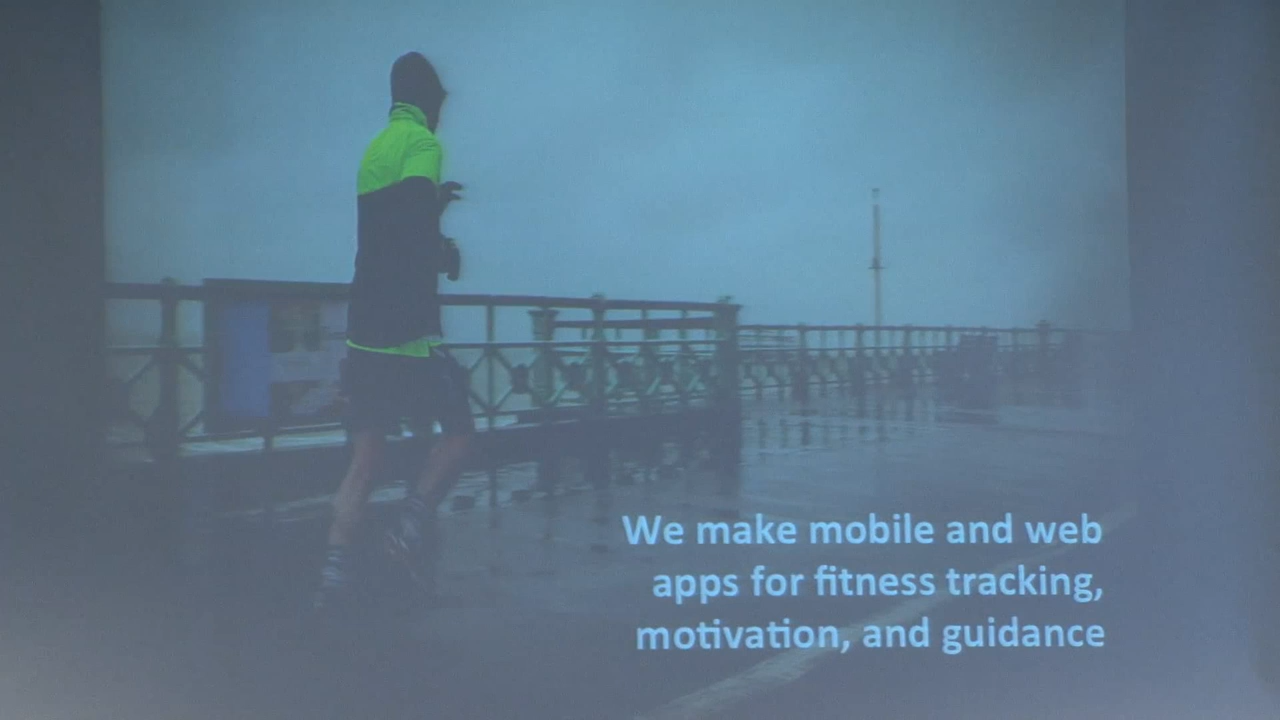 We make mobile and web
apps for fitness tracking,
motivation, and guidance